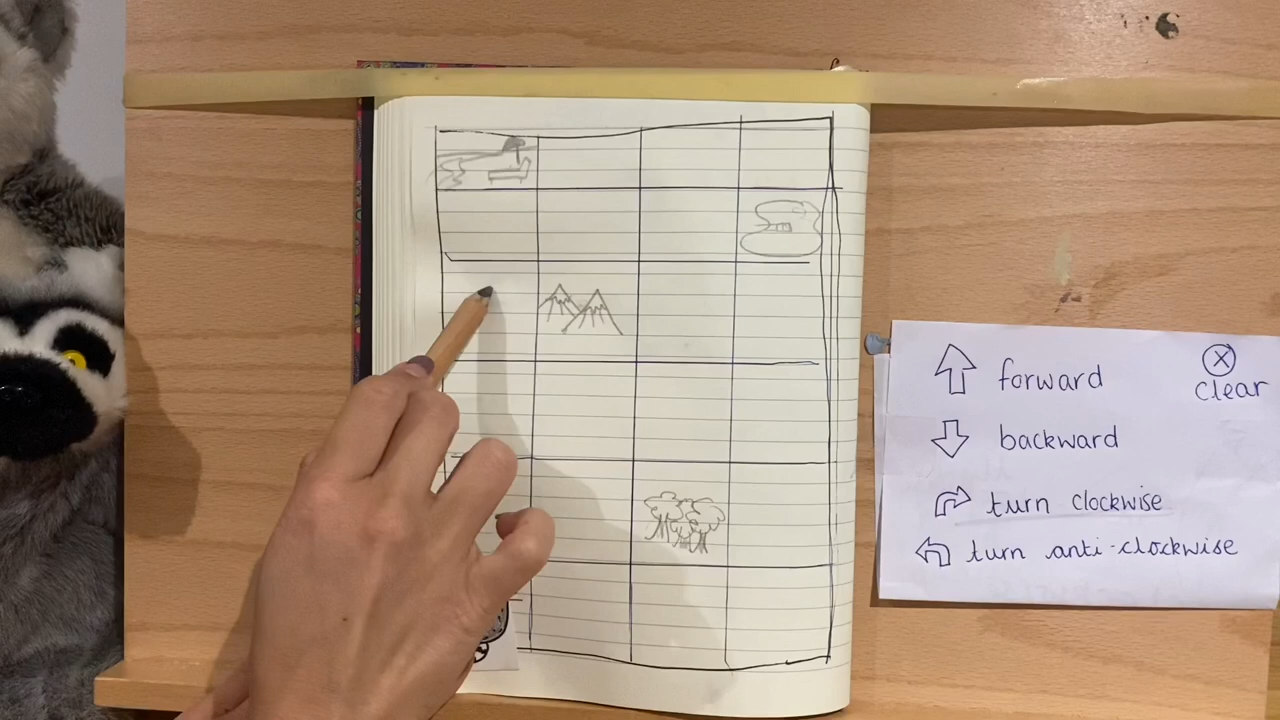 forward
clear
backward
turn clockwise
turn anti-clockwise